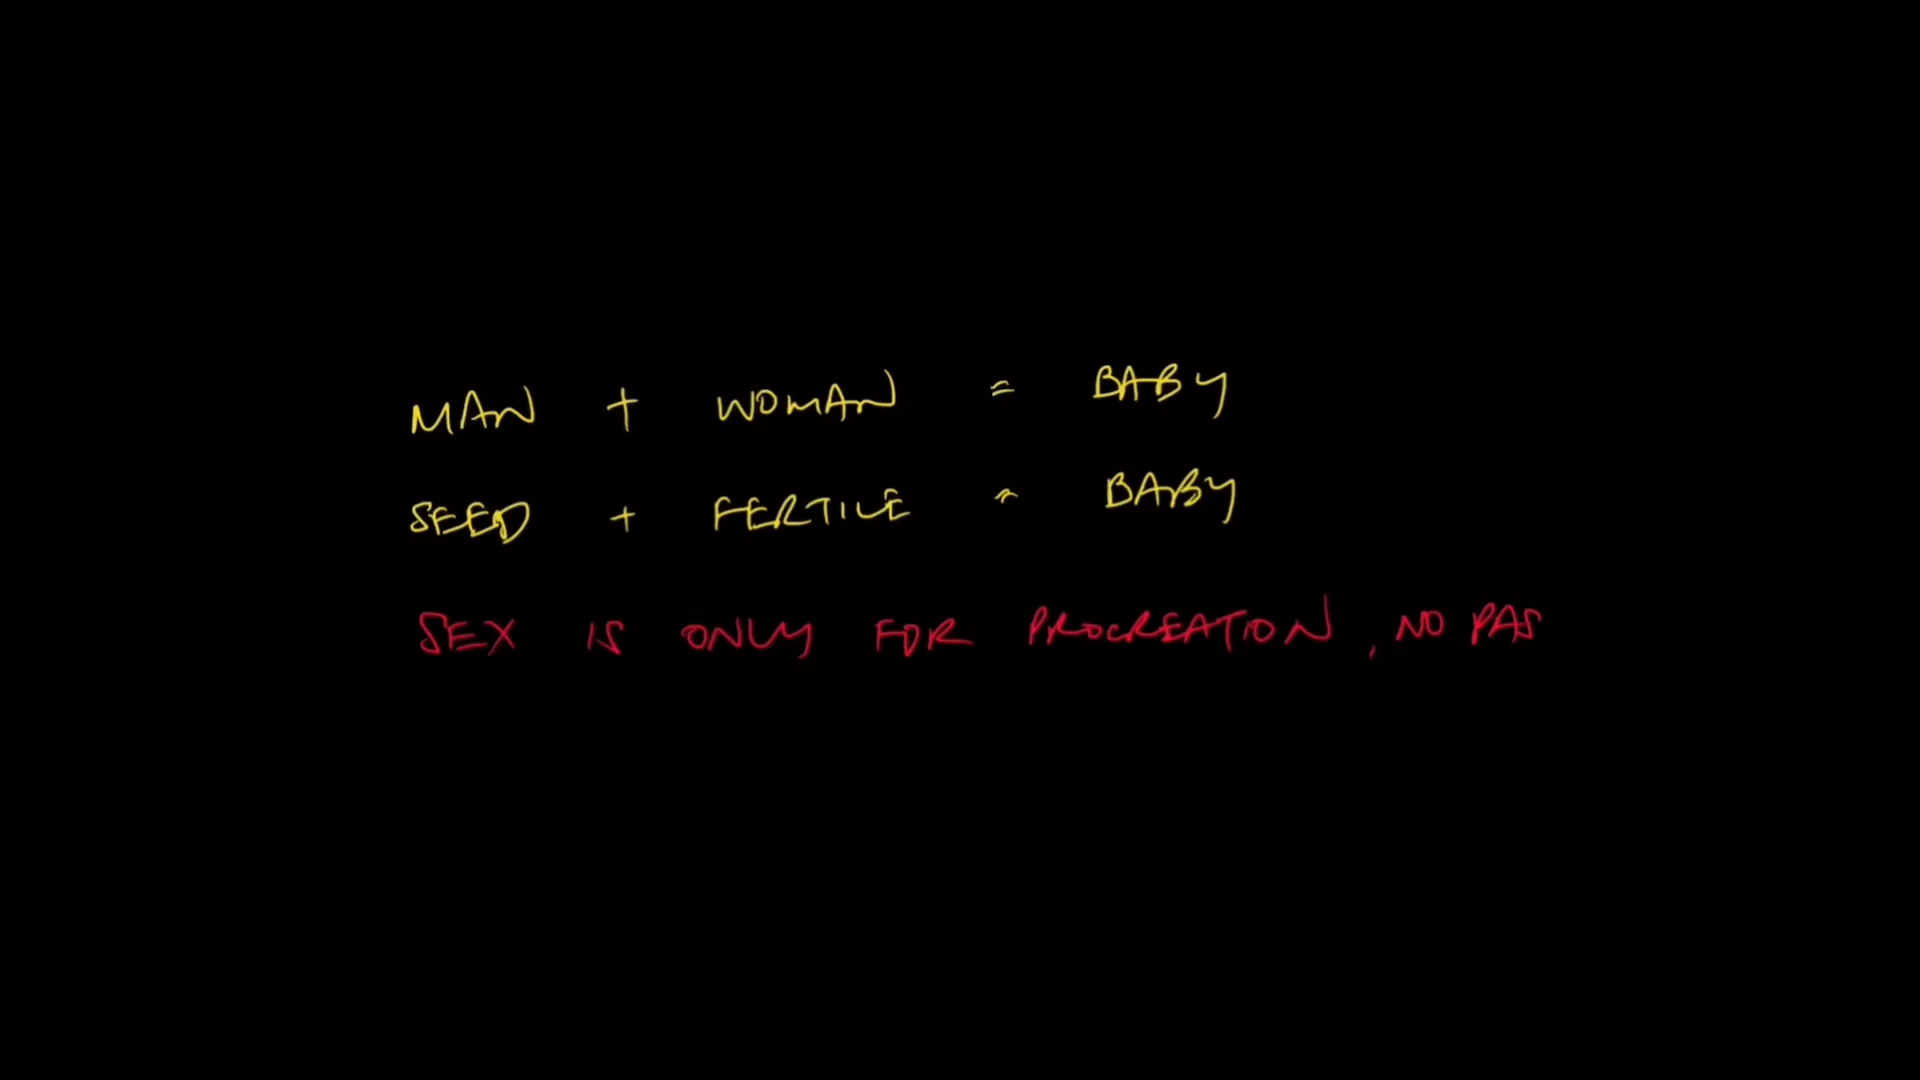 MAN + WOMAN = BABY
SEED + FERTILE = BABY
SEX IS ONLY FOR PROCREATION, NO PAS